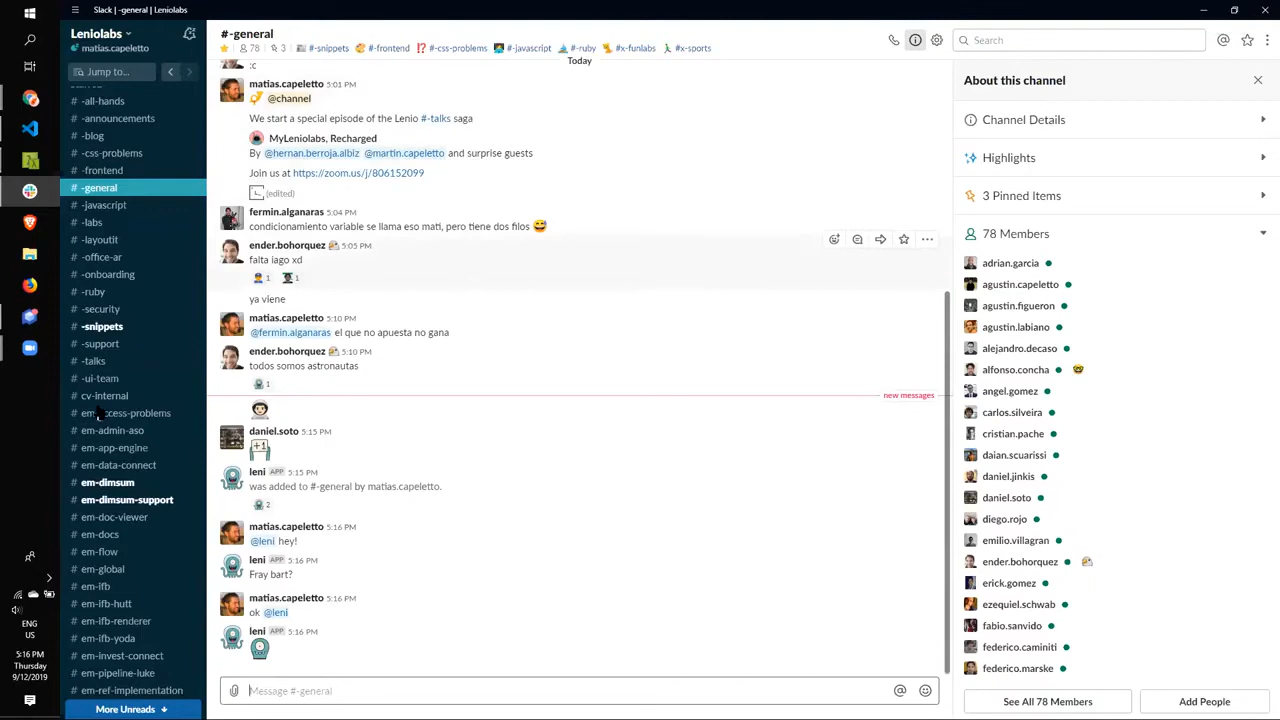 Slack | -general | Leniolabs
Leniolabs
matias.capeletto
Jump to...
# -all-hands
# -announcements
# -blog
# -css-problems
# -frontend
# -general
# -javascript
# -labs
# -layoutit
# -office-ar
# -onboarding
# -ruby
# -security
# -snippets
# -support
# -talks
# -ui-team
# cv-internal
# em-access-problems
# em-admin-aso
# em-app-engine
# em-data-connect
# em-dimsum
# em-dimsum-support
# em-doc-viewer
# em-docs
# em-flow
# em-global
# em-ifb
# em-ifb-hutt
# em-ifb-renderer
# em-ifb-yoda
# em-invest-connect
# em-pipeline-luke
# em-ref-implementation
More Unreads
ENG
US
5:16 PM
Thursday
9/12/2019
#-general
78 | 3 | #-snippets #-frontend #-css-problems #-javascript #-ruby #x-funlabs #x-sports
Search
Today
:c
matias.capeletto 5:01 PM
@channel
We start a special episode of the Lenio #-talks saga
MyLeniolabs, Recharged
By @hernan.berroja.albiz @martin.capeletto and surprise guests
Join us at https://zoom.us/j/806152099
(edited)
fermin.alganaras 5:04 PM
condicionamiento variable se llama eso mati, pero tiene dos filos 😅
ender.bohorquez 5:05 PM
falta iago xd
1 1
ya viene
matias.capeletto 5:10 PM
@fermin.alganaras el que no apuesta no gana
ender.bohorquez 5:10 PM
todos somos astronautas
1
new messages
daniel.soto 5:15 PM
+1
leni APP 5:15 PM
was added to #-general by matias.capeletto.
2
matias.capeletto 5:16 PM
@leni hey!
leni APP 5:16 PM
Fray bart?
matias.capeletto 5:16 PM
ok @leni
leni APP 5:16 PM
Message #-general
About this channel
Channel Details
Highlights
3 Pinned Items
78 Members
adrian.garcia
agustin.capeletto
agustin.figueron
agustin.labiano
alejandro.decaso
alfonso.concha
angel.gomez
carlos.silveira
cristian.pache
daian.scuarissi
daniel.jinkis
daniel.soto
diego.rojo
emilio.villagran
ender.bohorquez
erick.gomez
ezequiel.schwab
fabio.sanvido
federico.caminiti
federico.marske
See All 78 Members
Add People